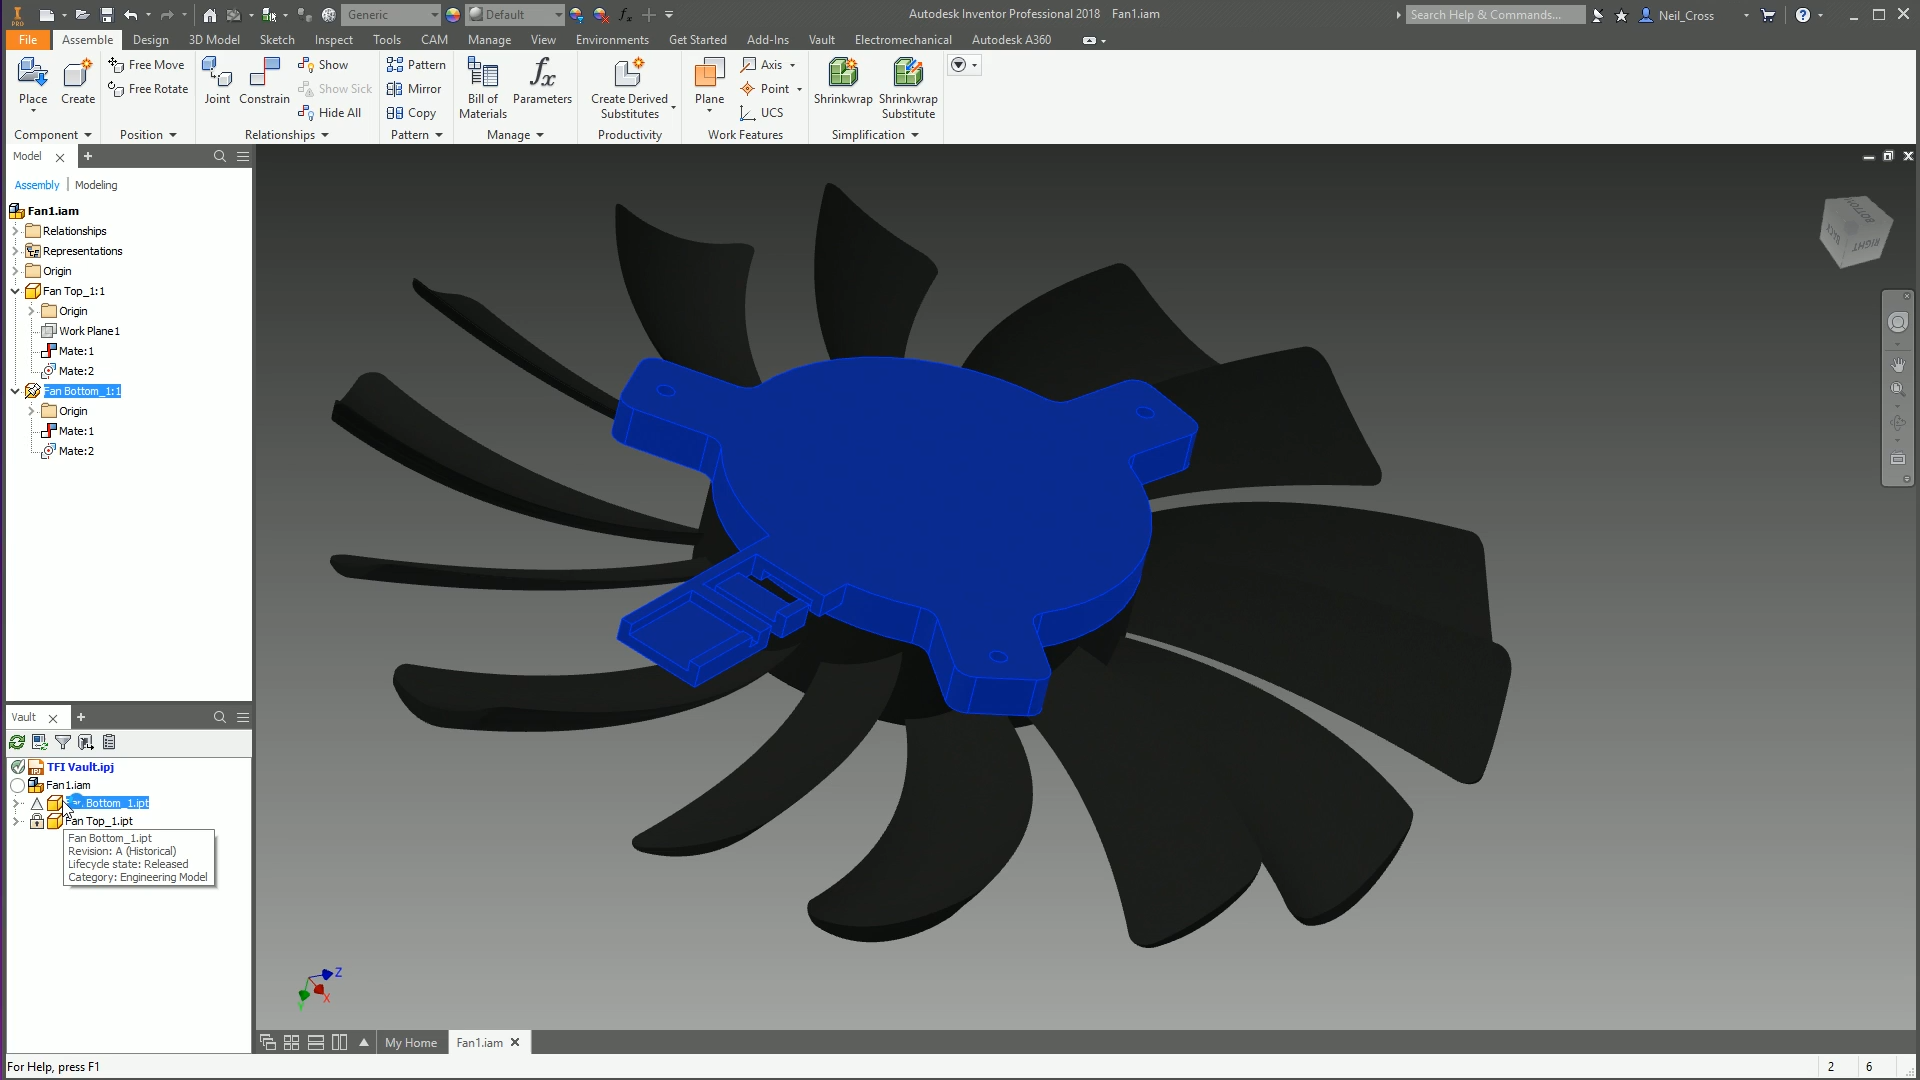 PRO
Generic
Default
Autodesk Inventor Professional 2018 Fan1.iam
Search Help & Commands...
Neil_Cross
File Assemble Design 3D Model Sketch Inspect Tools CAM Manage View Environments Get Started Add-Ins Vault Electromechanical Autodesk A360
Place
Create
Component
Free Move
Free Rotate
Position
Joint
Constrain
Show
Show Sick
Hide All
Relationships
Pattern
Mirror
Copy
Pattern
Bill of
Materials
Parameters
Manage
Create Derived
Substitutes
Productivity
Plane
Axis
Point
UCS
Work Features
Shrinkwrap
Shrinkwrap
Substitute
Simplification
Model
Assembly | Modeling
Fan1.iam
Relationships
Representations
Origin
Fan Top_1:1
Origin
Work Plane1
Mate:1
Mate:2
Fan Bottom_1:1
Origin
Mate:1
Mate:2
BOTTOM
BACK
RIGHT
Vault
TFI Vault.ipj
Fan1.iam
Bottom_1.ipt
Fan Top_1.ipt
Fan Bottom_1.ipt
Revision: A (Historical)
Lifecycle state: Released
Category: Engineering Model
Z
X
Y
My Home
Fan1.iam
For Help, press F1
2 6